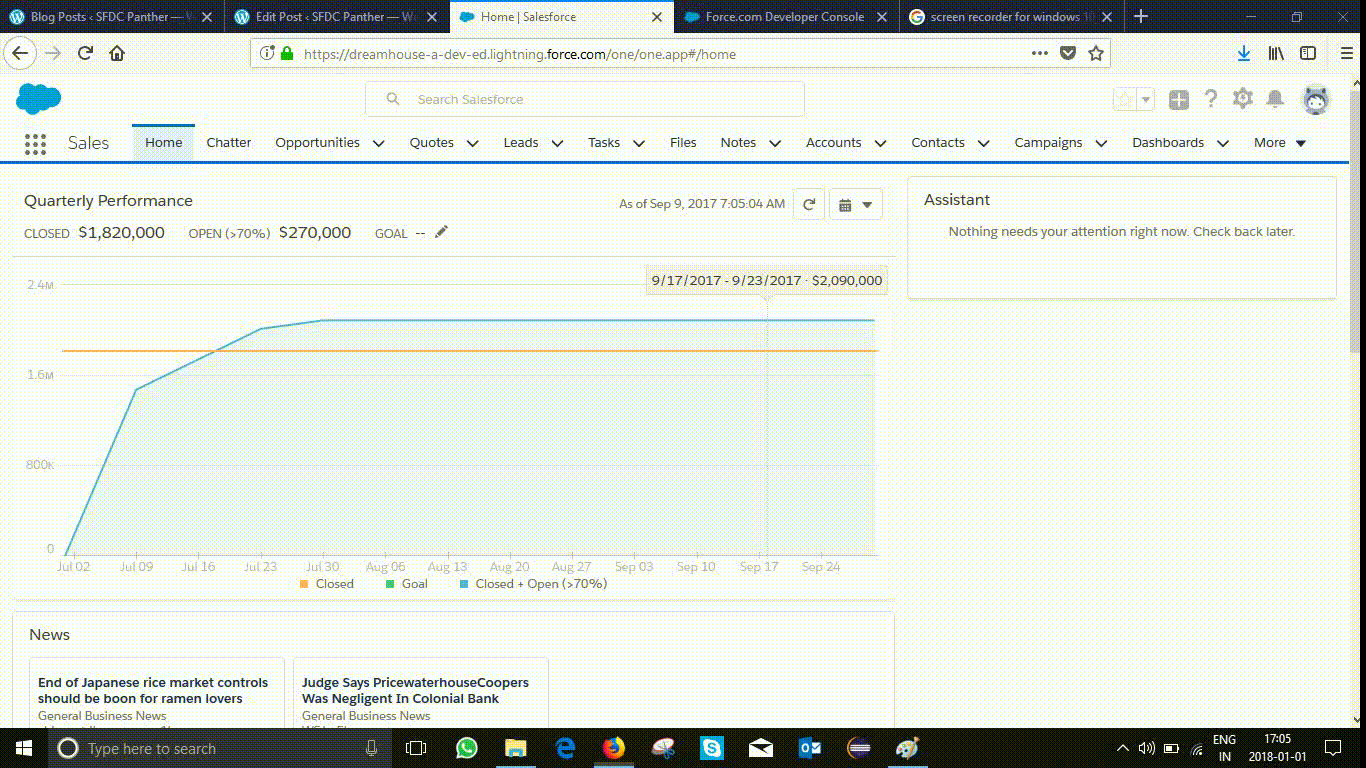 Blog Posts ‹ SFDC Panther — W
Edit Post ‹ SFDC Panther — Wo
Home | Salesforce
Force.com Developer Console
screen recorder for windows 10
https://dreamhouse-a-dev-ed.lightning.force.com/one/one.app#/home
Search Salesforce
Sales
Home
Chatter
Opportunities
Quotes
Leads
Tasks
Files
Notes
Accounts
Contacts
Campaigns
Dashboards
More
Quarterly Performance
As of Sep 9, 2017 7:05:04 AM
CLOSED $1,820,000 OPEN (>70%) $270,000 GOAL --
Assistant
Nothing needs your attention right now. Check back later.
9/17/2017 - 9/23/2017 · $2,090,000
2.4M
1.6M
800K
0
Jul 02 Jul 09 Jul 16 Jul 23 Jul 30 Aug 06 Aug 13 Aug 20 Aug 27 Sep 03 Sep 10 Sep 17 Sep 24
Closed Goal Closed + Open (>70%)
News
End of Japanese rice market controls
should be boon for ramen lovers
General Business News
Judge Says PricewaterhouseCoopers
Was Negligent In Colonial Bank
General Business News
Type here to search
ENG
IN
17:05
2018-01-01